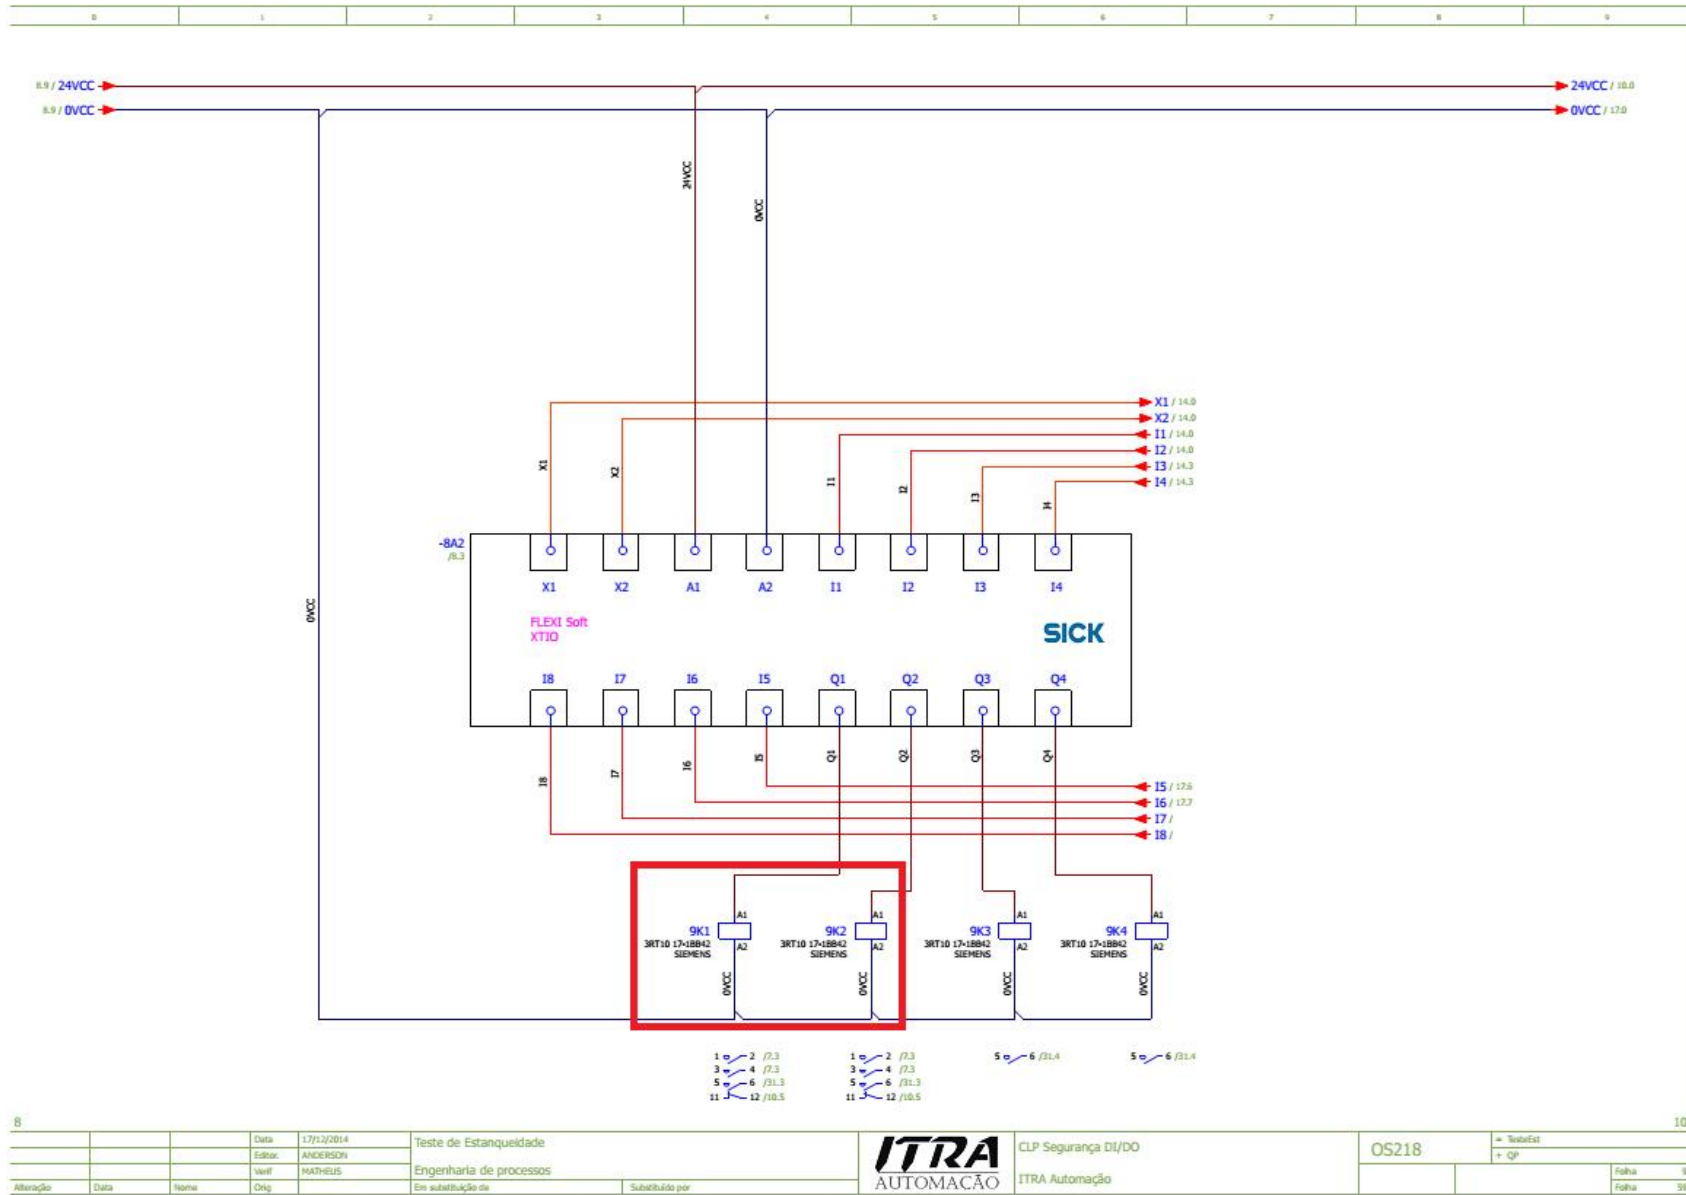 0 1 2 3 4 5 6 7 8 9
8.9 / 24VCC 24VCC / 10.0
8.9 / 0VCC 0VCC / 17.0
24VCC
0VCC
X1 / 14.0
X2 / 14.0
I1 / 14.0
I2 / 14.0
I3 / 14.3
I4 / 14.3
X1 X2 I1 I2 I3 I4
-8A2
/8.3
X1 X2 A1 A2 I1 I2 I3 I4
0VCC
FLEXI Soft
XTIO
SICK
I8 I7 I6 I5 Q1 Q2 Q3 Q4
I8 I7 I6 I5 Q1 Q2 Q3 Q4
I5 / 17.6
I6 / 17.7
I7 /
I8 /
A1 A1 A1 A1
9K1 9K2 9K3 9K4
3RT10 17-1BB42 3RT10 17-1BB42 3RT10 17-1BB42 3RT10 17-1BB42
SIEMENS SIEMENS SIEMENS SIEMENS
A2 A2 A2 A2
0VCC 0VCC 0VCC 0VCC
1 2 /7.3 1 2 /7.3 5 6 /31.4 5 6 /31.4
3 4 /7.3 3 4 /7.3
5 6 /31.3 5 6 /31.3
11 12 /10.5 11 12 /10.5
8 10
Data 17/12/2014
Editor. ANDERSON
Verif MATHEUS
Alteração Data Nome Orig
Teste de Estanqueidade
Engenharia de processos
Em substituição de Substituído por
ITRA
AUTOMAÇÃO
CLP Segurança DI/DO
ITRA Automação
OS218
= TesteEst
+ QP
Folha 9
Folha 59